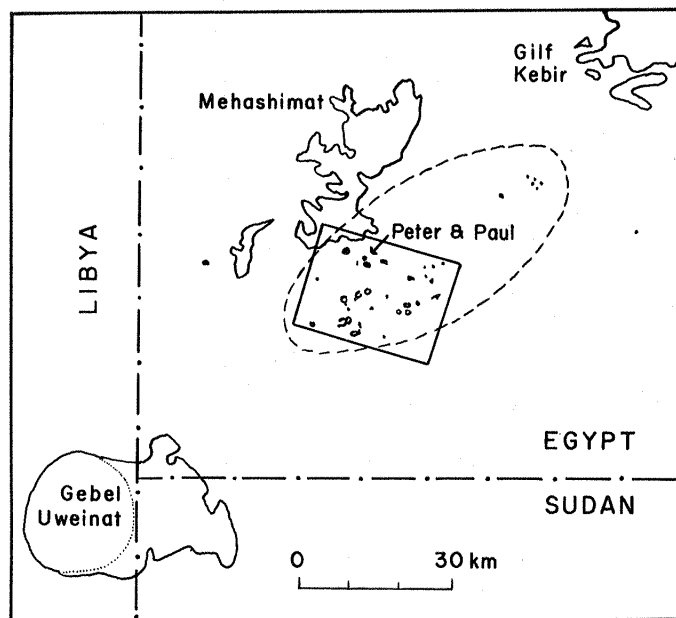 Gilf
Kebir
Mehashimat
Peter & Paul
LIBYA
EGYPT
SUDAN
Gebel
Uweinat
0 30 km